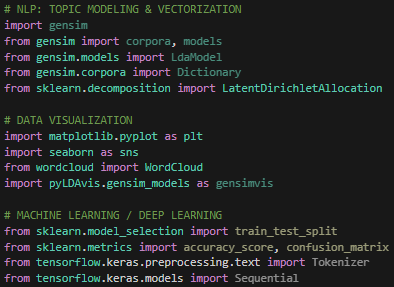 # NLP: TOPIC MODELING & VECTORIZATION
import gensim
from gensim import corpora, models
from gensim.models import LdaModel
from gensim.corpora import Dictionary
from sklearn.decomposition import LatentDirichletAllocation
# DATA VISUALIZATION
import matplotlib.pyplot as plt
import seaborn as sns
from wordcloud import WordCloud
import pyLDAvis.gensim_models as gensimvis
# MACHINE LEARNING / DEEP LEARNING
from sklearn.model_selection import train_test_split
from sklearn.metrics import accuracy_score, confusion_matrix
from tensorflow.keras.preprocessing.text import Tokenizer
from tensorflow.keras.models import Sequential